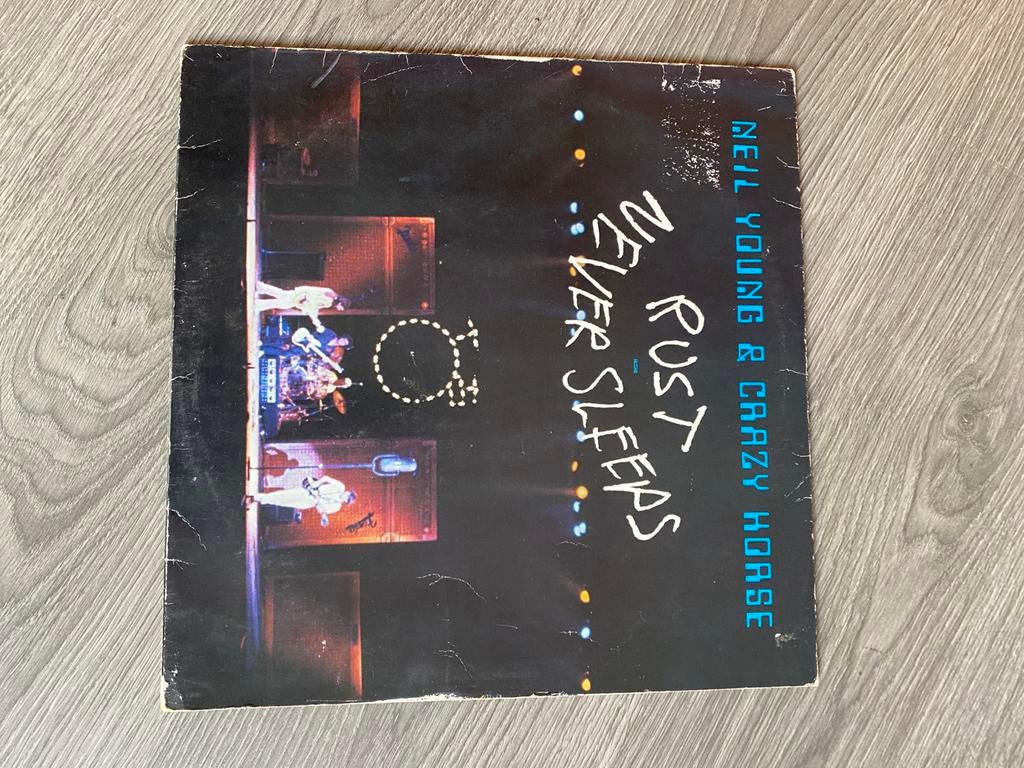 NEIL YOUNG & CRAZY HORSE
RUST
NEVER SLEEPS